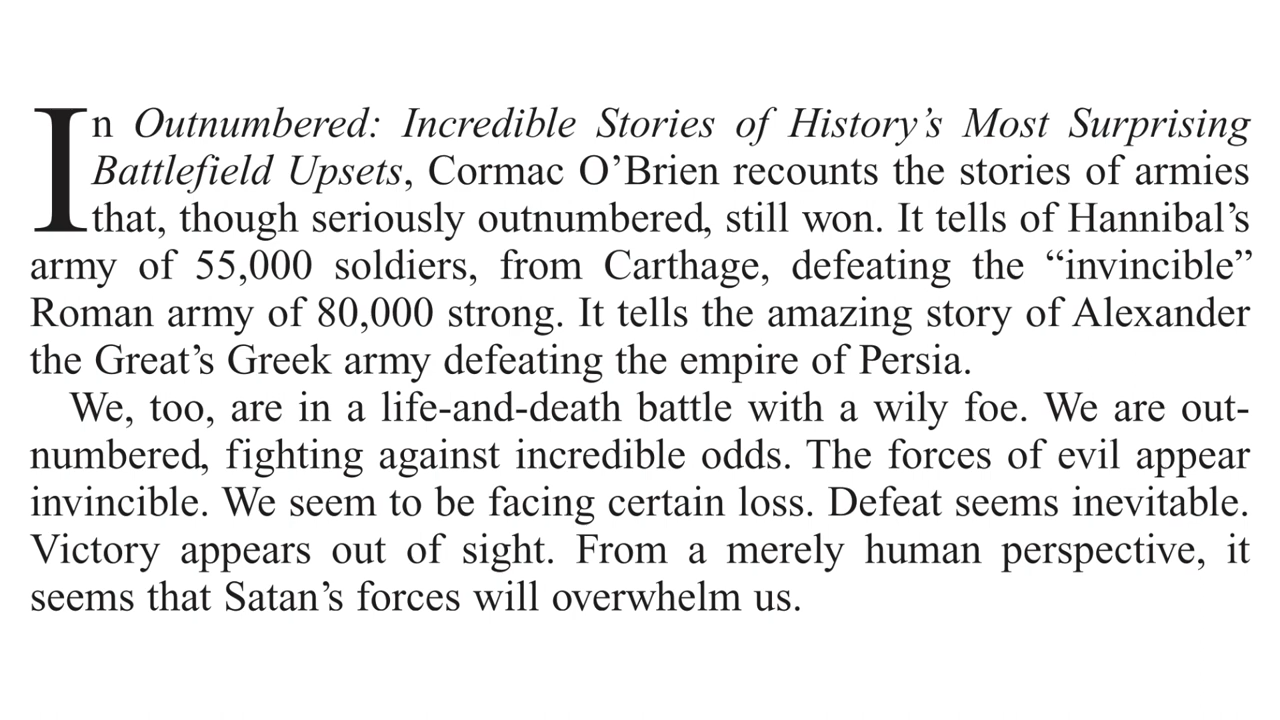 In Outnumbered: Incredible Stories of History’s Most Surprising
Battlefield Upsets, Cormac O’Brien recounts the stories of armies
that, though seriously outnumbered, still won. It tells of Hannibal’s
army of 55,000 soldiers, from Carthage, defeating the “invincible”
Roman army of 80,000 strong. It tells the amazing story of Alexander
the Great’s Greek army defeating the empire of Persia.
We, too, are in a life-and-death battle with a wily foe. We are out-
numbered, fighting against incredible odds. The forces of evil appear
invincible. We seem to be facing certain loss. Defeat seems inevitable.
Victory appears out of sight. From a merely human perspective, it
seems that Satan’s forces will overwhelm us.